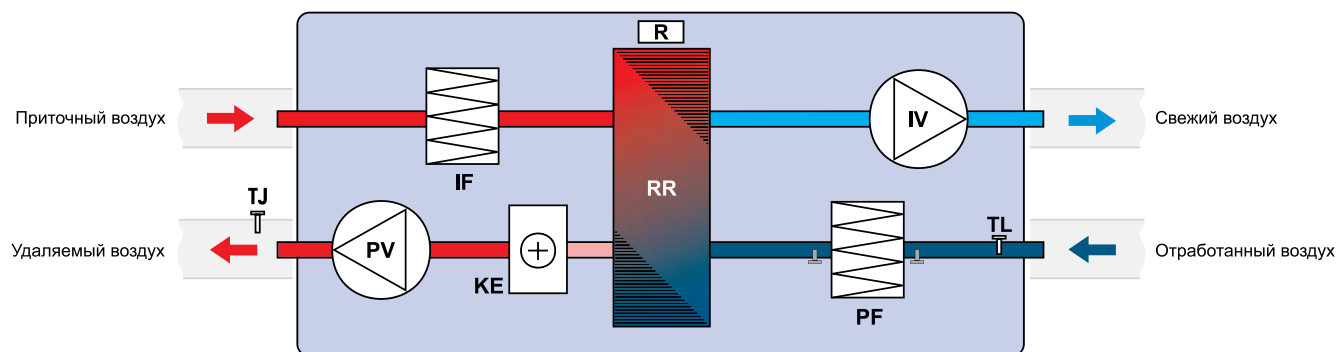 R
Приточный воздух
IV
Свежий воздух
IF
RR
TJ
TL
Удаляемый воздух
PV
Отработанный воздух
KE
PF